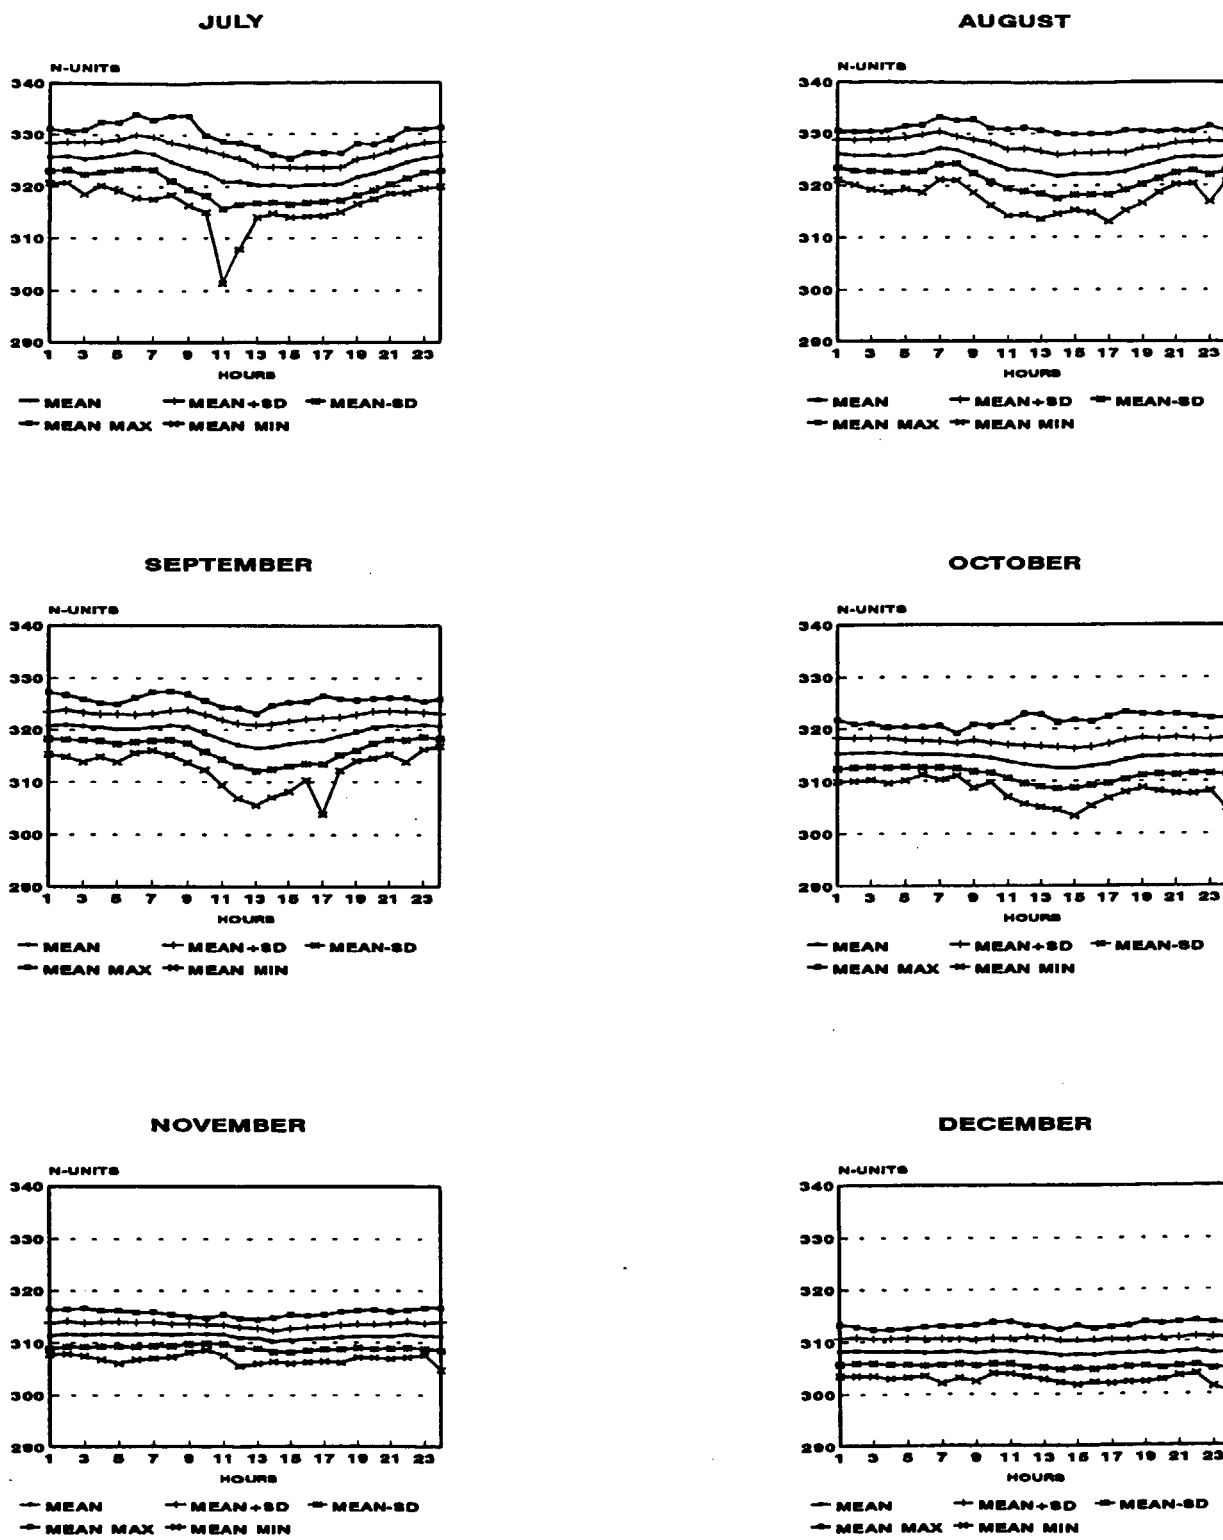 JULY
N-UNITS
340
330
320
310
300
290
1 3 5 7 9 11 13 15 17 19 21 23
HOURS
MEAN MEAN+SD MEAN-SD
MEAN MAX MEAN MIN
AUGUST
N-UNITS
340
330
320
310
300
290
1 3 5 7 9 11 13 15 17 19 21 23
HOURS
MEAN MEAN+SD MEAN-SD
MEAN MAX MEAN MIN
SEPTEMBER
N-UNITS
340
330
320
310
300
290
1 3 5 7 9 11 13 15 17 19 21 23
HOURS
MEAN MEAN+SD MEAN-SD
MEAN MAX MEAN MIN
OCTOBER
N-UNITS
340
330
320
310
300
290
1 3 5 7 9 11 13 15 17 19 21 23
HOURS
MEAN MEAN+SD MEAN-SD
MEAN MAX MEAN MIN
NOVEMBER
N-UNITS
340
330
320
310
300
290
1 3 5 7 9 11 13 15 17 19 21 23
HOURS
MEAN MEAN+SD MEAN-SD
MEAN MAX MEAN MIN
DECEMBER
N-UNITS
340
330
320
310
300
290
1 3 5 7 9 11 13 15 17 19 21 23
HOURS
MEAN MEAN+SD MEAN-SD
MEAN MAX MEAN MIN